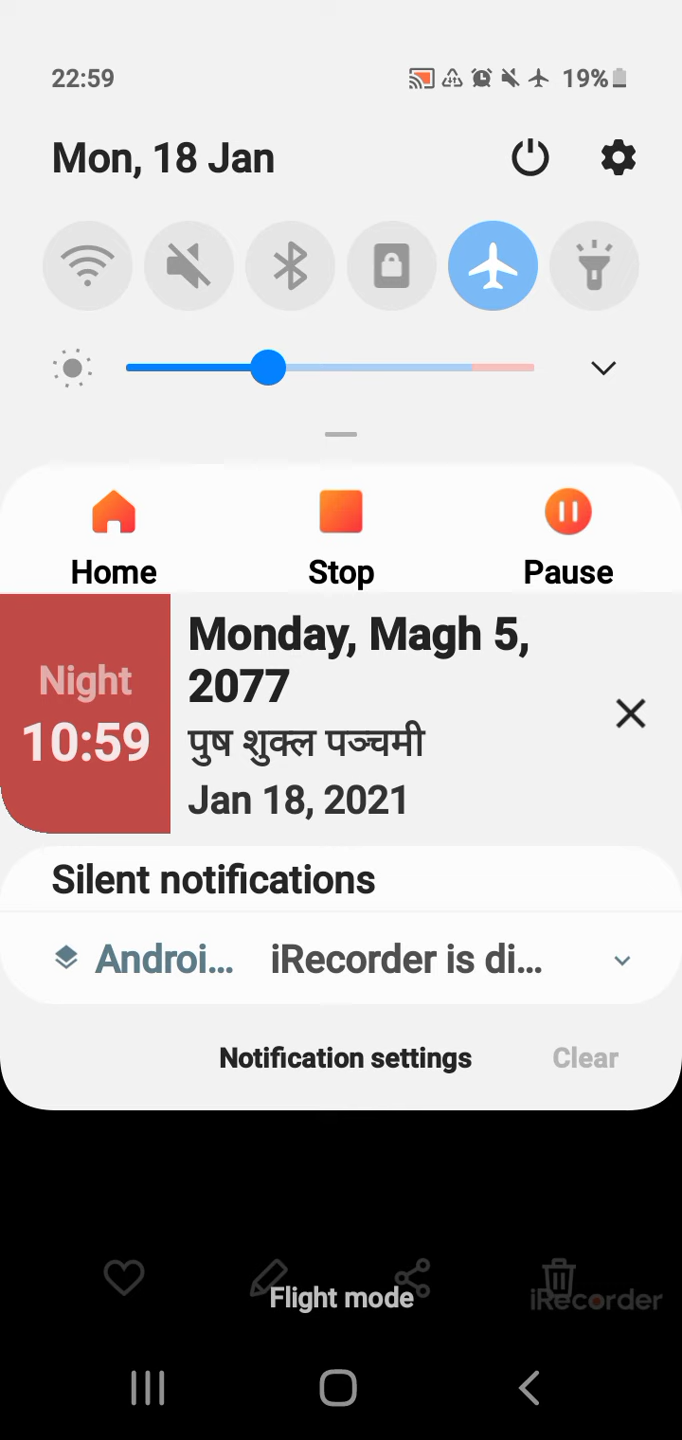 22:59 19%
Mon, 18 Jan
Home Stop Pause
Night
10:59
Monday, Magh 5,
2077
पुष शुक्ल पञ्चमी
Jan 18, 2021
Silent notifications
Androi... iRecorder is di...
Notification settings Clear
Flight mode
iRecorder